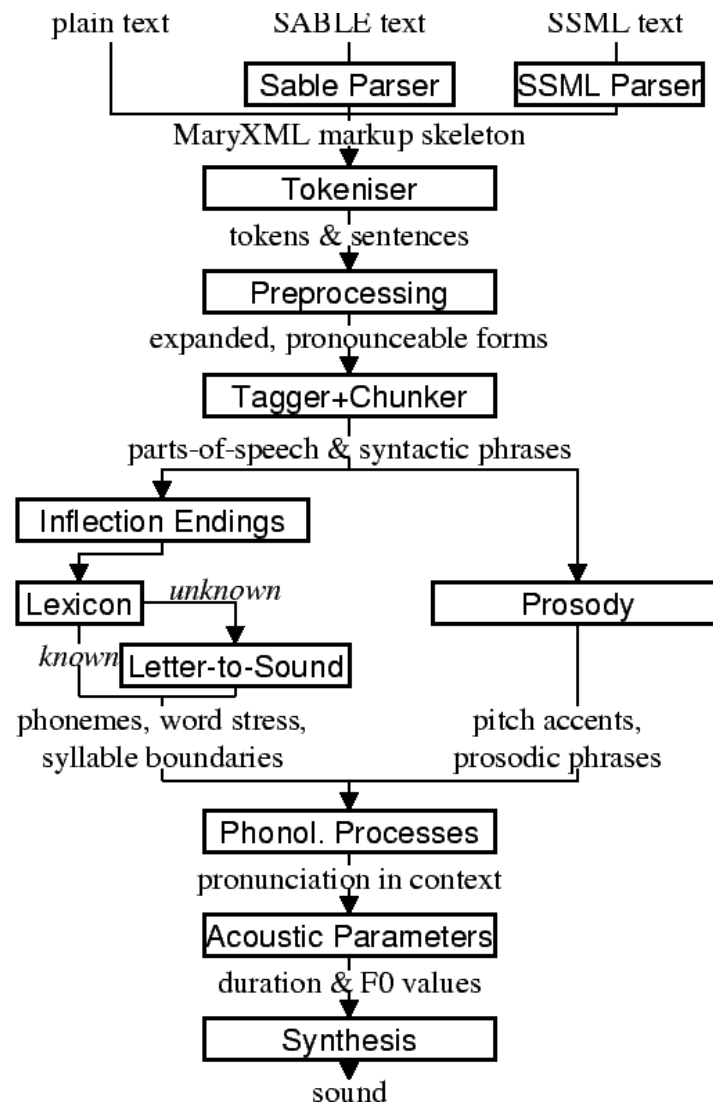 plain text
SABLE text
SSML text
Sable Parser
SSML Parser
MaryXML markup skeleton
Tokeniser
tokens & sentences
Preprocessing
expanded, pronounceable forms
Tagger+Chunker
parts-of-speech & syntactic phrases
Inflection Endings
Lexicon
unknown
Prosody
known
Letter-to-Sound
phonemes, word stress,
syllable boundaries
pitch accents,
prosodic phrases
Phonol. Processes
pronunciation in context
Acoustic Parameters
duration & F0 values
Synthesis
sound